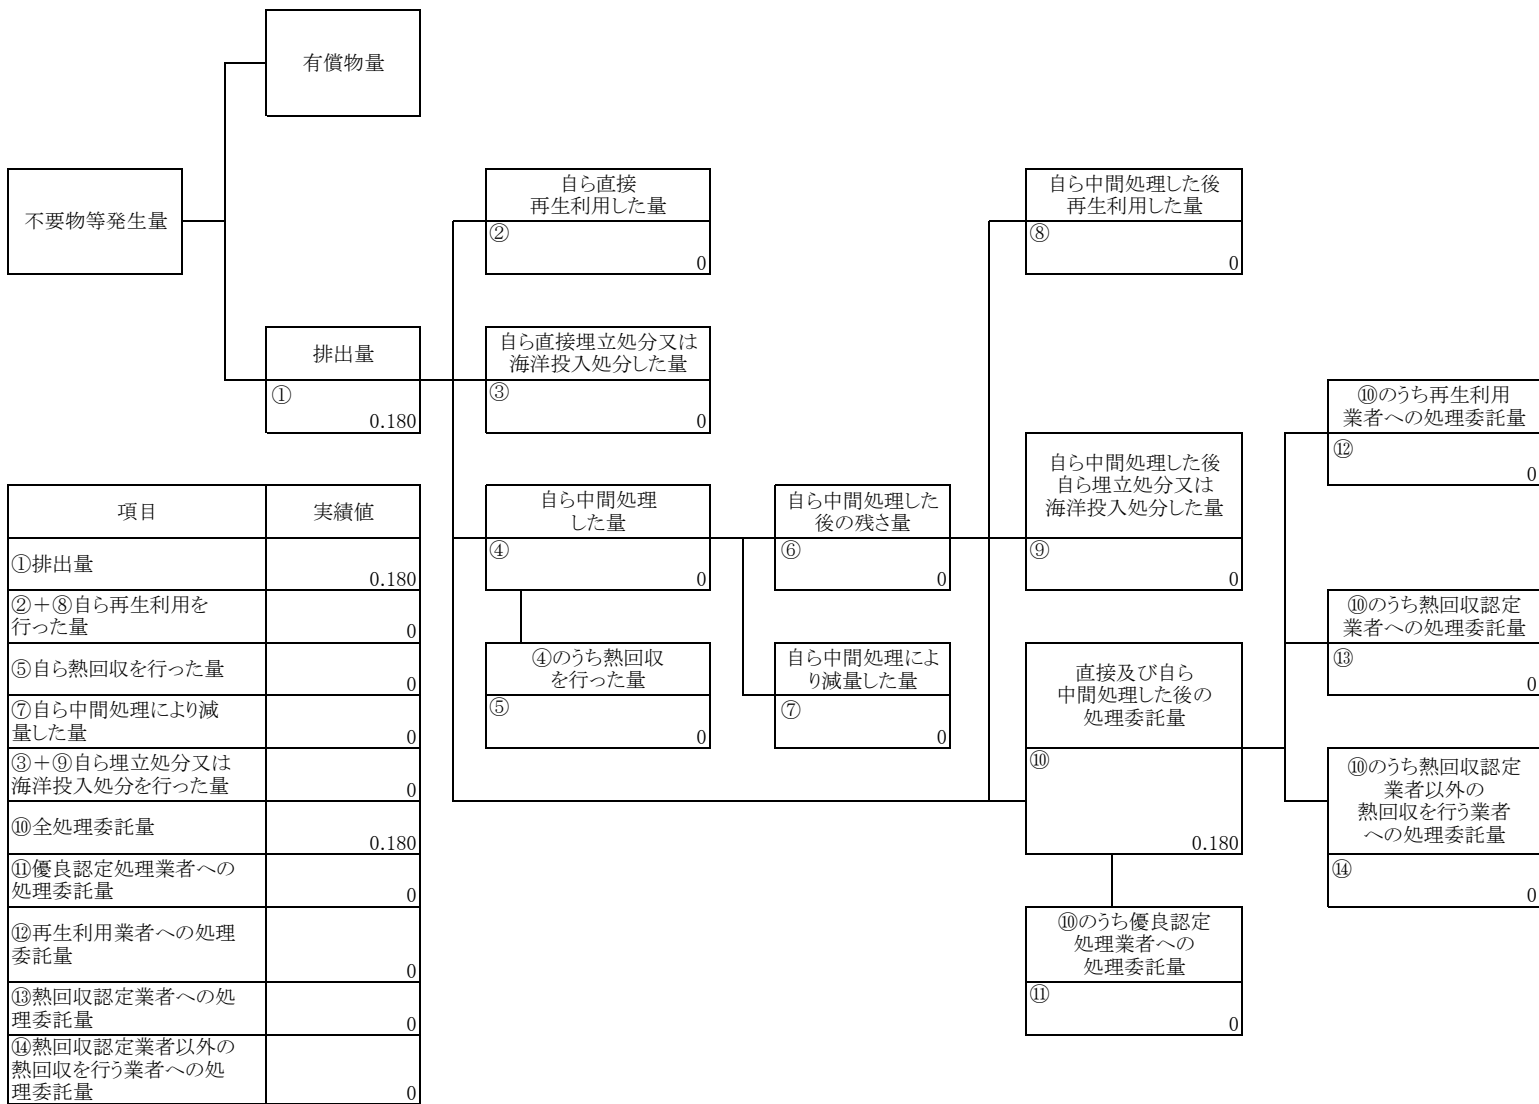 有償物量
不要物等発生量
自ら直接
再生利用した量
②
0
自ら中間処理した後
再生利用した量
⑧
0
排出量
①
0.180
自ら直接埋立処分又は
海洋投入処分した量
③
0
⑩のうち再生利用
業者への処理委託量
⑫
0
自ら中間処理
した量
④
0
自ら中間処理した
後の残さ量
⑥
0
自ら中間処理した後
自ら埋立処分又は
海洋投入処分した量
⑨
0
⑩のうち熱回収認定
業者への処理委託量
⑬
0
④のうち熱回収
を行った量
⑤
0
自ら中間処理によ
り減量した量
⑦
0
直接及び自ら
中間処理した後の
処理委託量
⑩
0.180
⑩のうち熱回収認定
業者以外の
熱回収を行う業者
への処理委託量
⑭
0
⑩のうち優良認定
処理業者への
処理委託量
⑪
0
項目 実績値
①排出量
0.180
②+⑧自ら再生利用を
行った量 0
⑤自ら熱回収を行った量
0
⑦自ら中間処理により減
量した量 0
③+⑨自ら埋立処分又は
海洋投入処分を行った量 0
⑩全処理委託量
0.180
⑪優良認定処理業者への
処理委託量 0
⑫再生利用業者への処理
委託量
0
⑬熱回収認定業者への処
理委託量 0
⑭熱回収認定業者以外の
熱回収を行う業者への処
理委託量 0